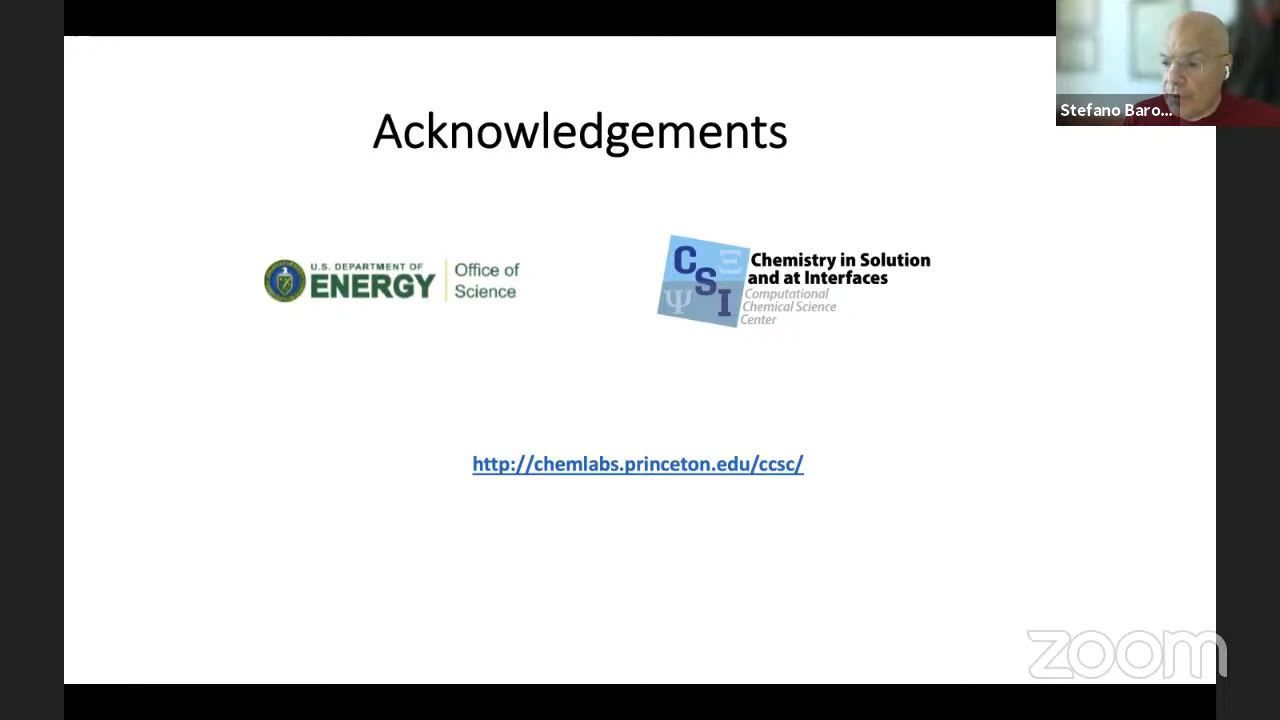 Stefano Baro...
Acknowledgements
U.S. DEPARTMENT OF
ENERGY
Office of
Science
CSI
Ψ
Chemistry in Solution
and at Interfaces
Computational
Chemical Science
Center
http://chemlabs.princeton.edu/ccsc/
zoom